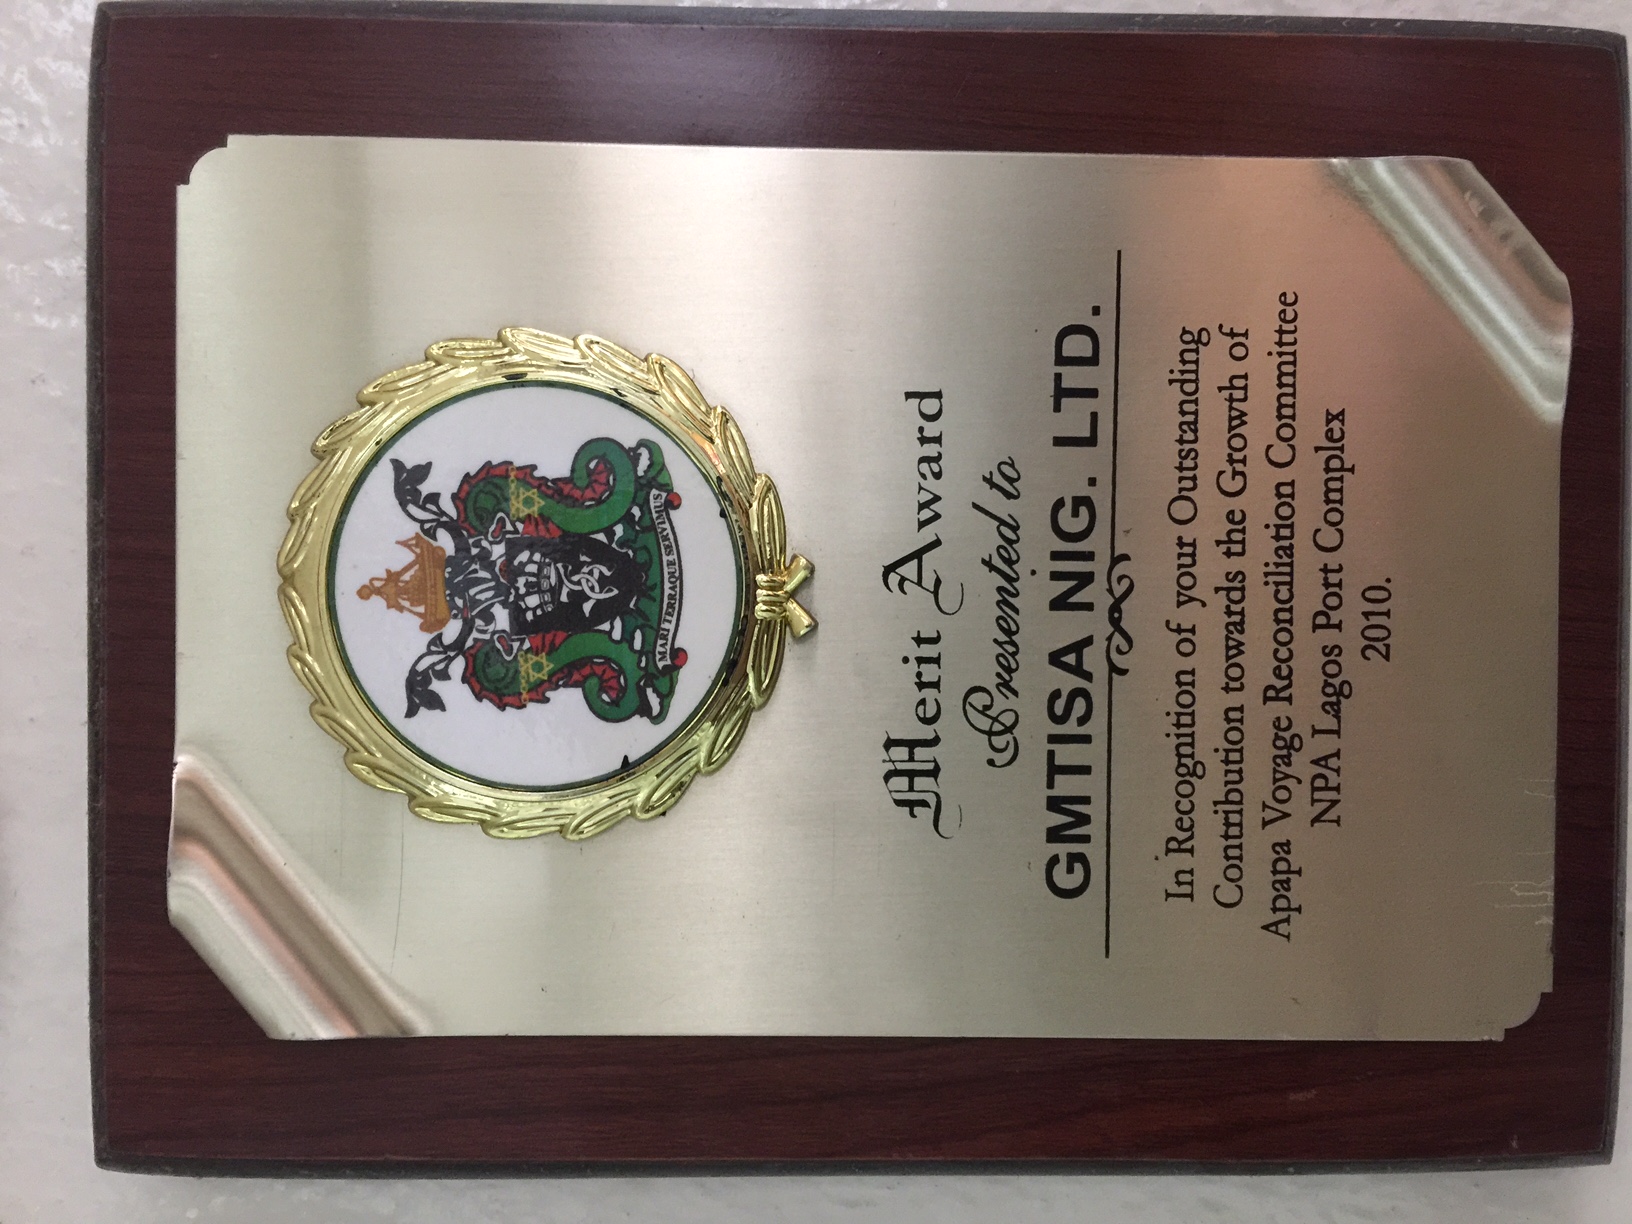 MARI TERRAQUE SERVIMUS
Merit Award
Presented to
GMTISA NIG. LTD.
In Recognition of your Outstanding
Contribution towards the Growth of
Apapa Voyage Reconciliation Committee
NPA Lagos Port Complex
2010.